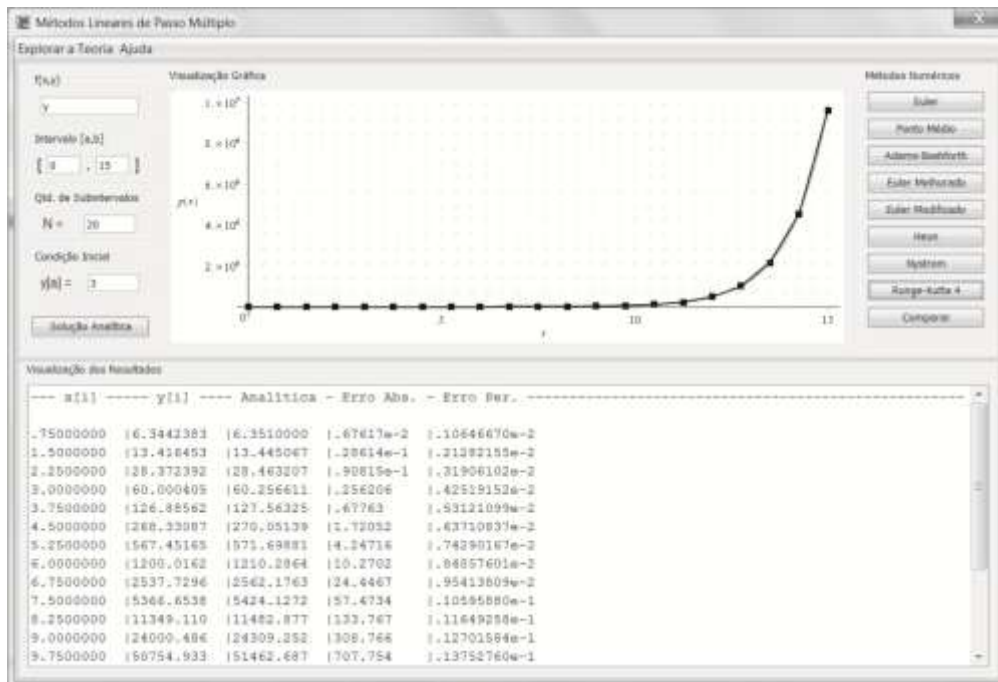 Métodos Lineares de Passo Múltiplo
Explorar a Teoria Ajuda
f(x,y)
y
Intervalo [a,b]
[ 0 , 15 ]
Qtd. de Subintervalos
N = 20
Condição Inicial
y[a] = 3
Solução Analítica
Visualização Gráfica
2. ×10⁶
0
15
10
Métodos Numéricos
Euler
Ponto Médio
Adams-Bashforth
Euler Melhorado
Euler Modificado
Heun
Nystrom
Runge-Kutta 4
Comparar
Visualização dos Resultados
--- x[i] ----- y[i] ---- Analítica - Erro Abs. - Erro Per. ---
.75000000 |6.3442383 |6.3510000 |.67617e-2 |.10646670e-2
1.5000000 |13.416453 |13.445067 |.28614e-1 |.21282155e-2
2.2500000 |28.372392 |28.463207 |.90815e-1 |.31906102e-2
3.0000000 |60.000405 |60.256611 |.256206 |.42519152e-2
3.7500000 |126.88562 |127.56325 |.67763 |.53121099e-2
4.5000000 |268.33087 |270.05139 |1.72052 |.63710837e-2
5.2500000 |567.45165 |571.69881 |4.24716 |.74290167e-2
6.0000000 |1200.0162 |1210.2864 |10.2702 |.84857601e-2
6.7500000 |2537.7296 |2562.1763 |24.4467 |.95413809e-2
7.5000000 |5366.6538 |5424.1272 |57.4734 |.10595880e-1
8.2500000 |11349.110 |11482.877 |133.767 |.11649258e-1
9.0000000 |24000.486 |24309.252 |308.766 |.12701584e-1
9.7500000 |50754.933 |51462.687 |707.754 |.13752760e-1